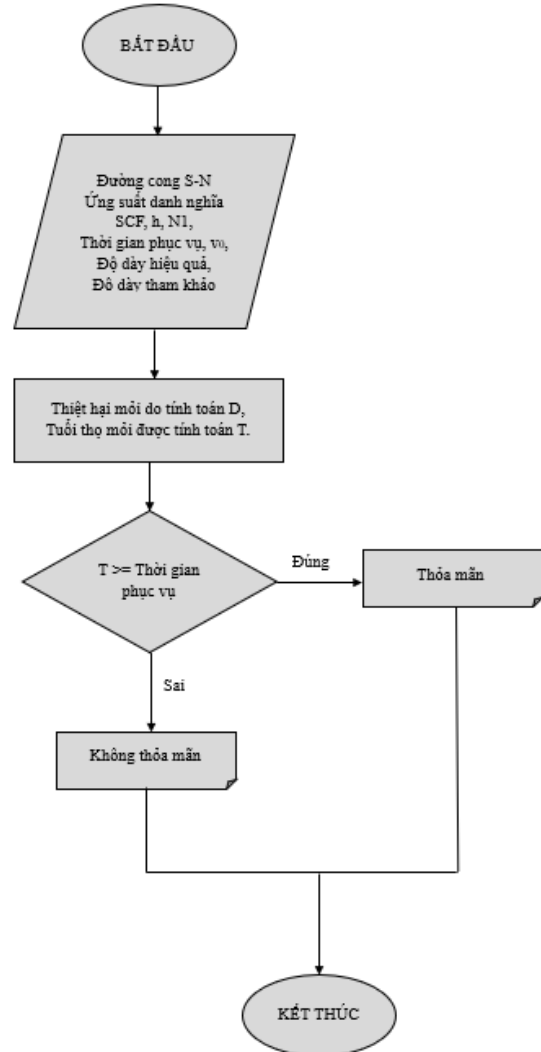 BẮT ĐẦU
Đường cong S-N
Ứng suất danh nghĩa
SCF, h, N1,
Thời gian phục vụ, v₀,
Độ dày hiệu quả,
Đô dày tham khảo
Thiệt hại mỏi do tính toán D,
Tuổi thọ mỏi được tính toán T.
T >= Thời gian
phục vụ
Đúng
Thỏa mãn
Sai
Không thỏa mãn
KẾT THÚC